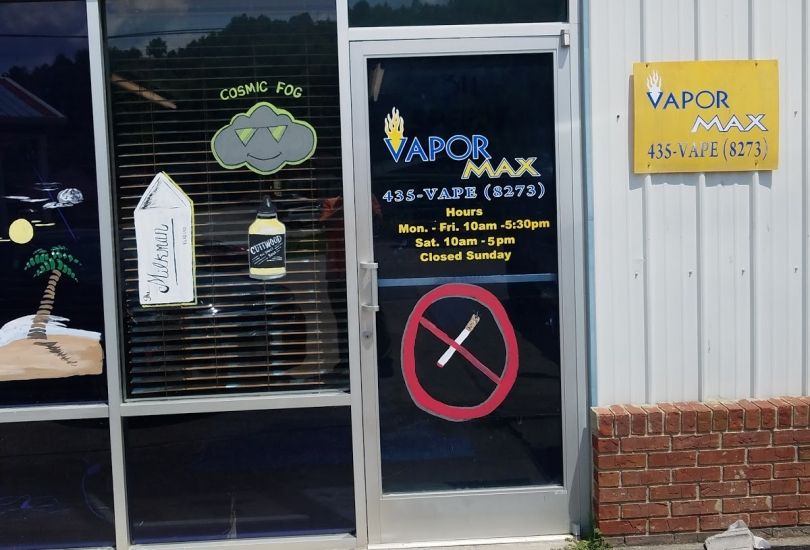 COSMIC FOG
The Milkman
CUTTWOOD
VAPOR
MAX
435-VAPE (8273)
Hours
Mon. - Fri. 10am -5:30pm
Sat. 10am - 5pm
Closed Sunday
VAPOR
MAX
435-VAPE (8273)